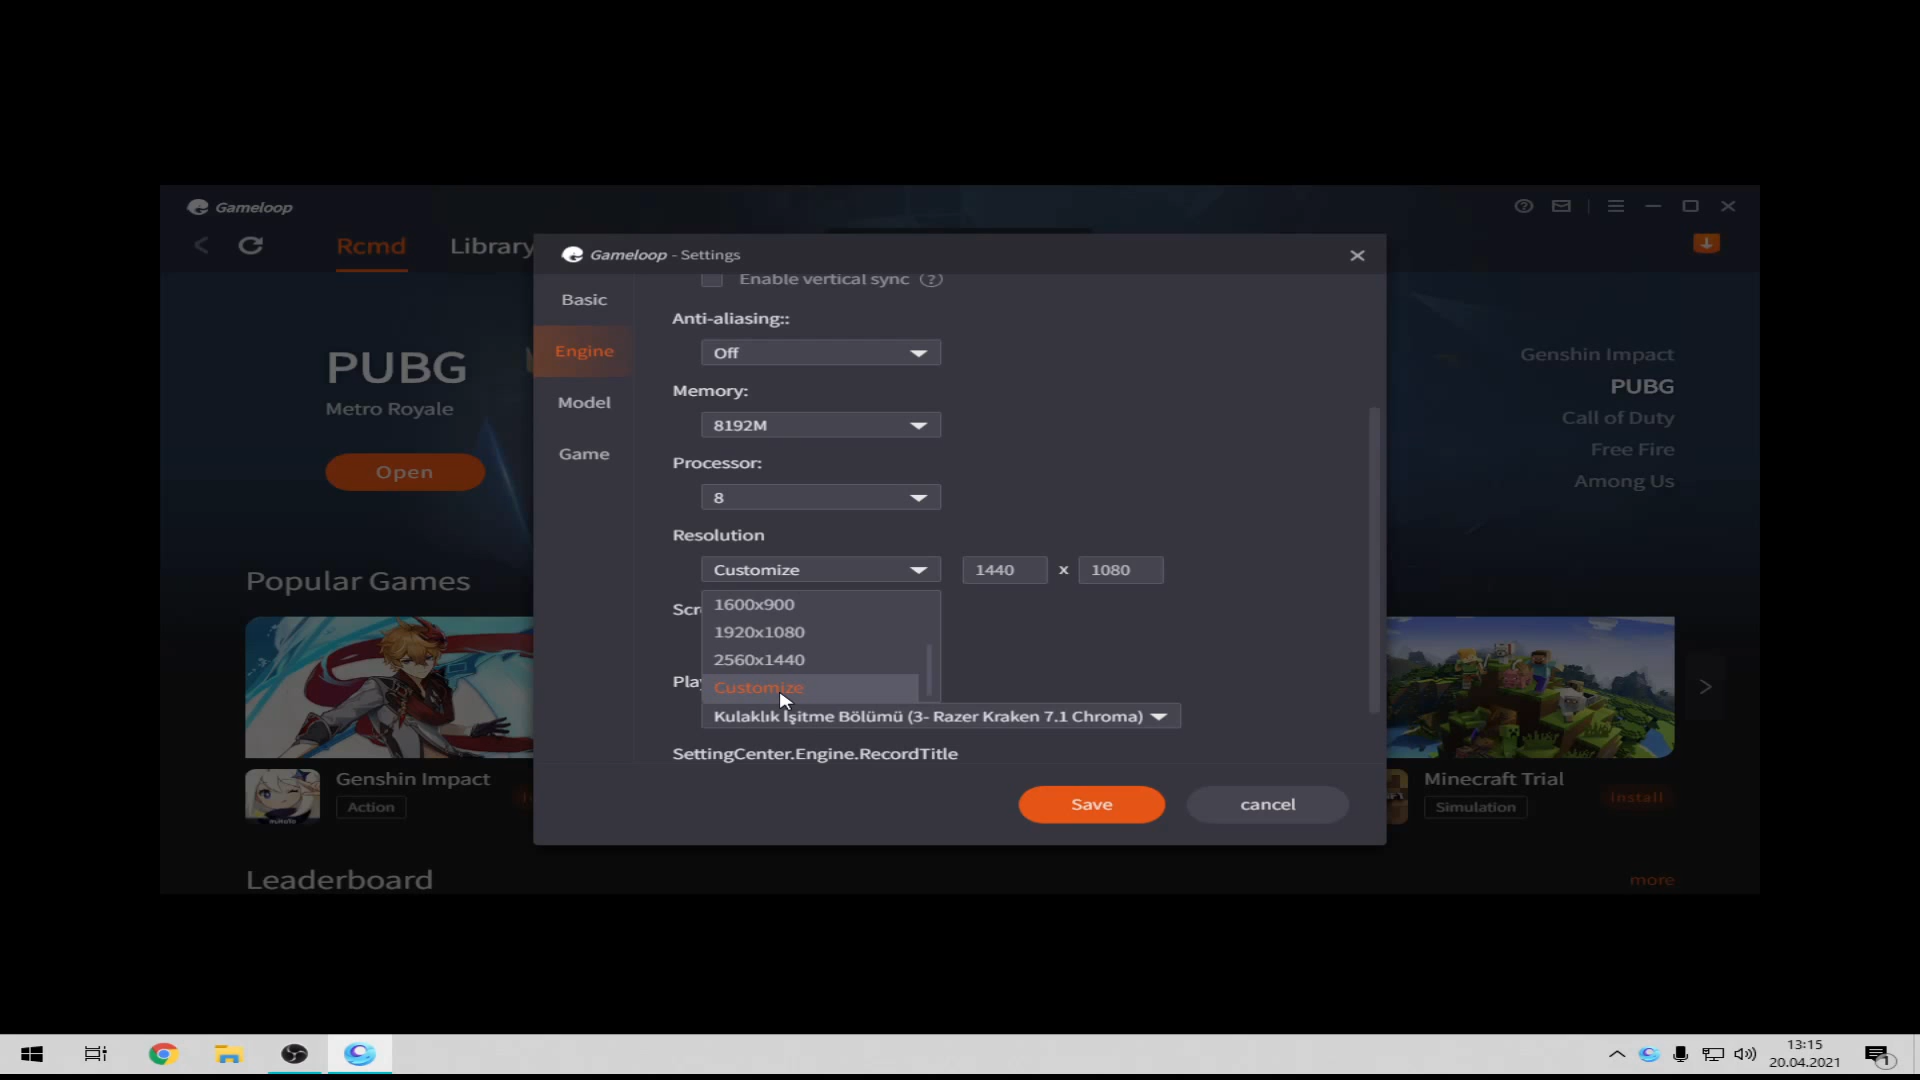 Gameloop
Rcmd
Library
Gameloop - Settings
Basic
Engine
Model
Game
Enable vertical sync ?
Anti-aliasing::
Off
Memory:
8192M
Processor:
8
Resolution
Customize
1440 x 1080
Scr
1600x900
1920x1080
2560x1440
Customize
Play
Kulaklık İşitme Bölümü (3- Razer Kraken 7.1 Chroma)
SettingCenter.Engine.RecordTitle
Save
cancel
PUBG
Metro Royale
Open
Genshin Impact
PUBG
Call of Duty
Free Fire
Among Us
Popular Games
Genshin Impact
Action
Minecraft Trial
Simulation
Install
Leaderboard
more
13:15
20.04.2021
1